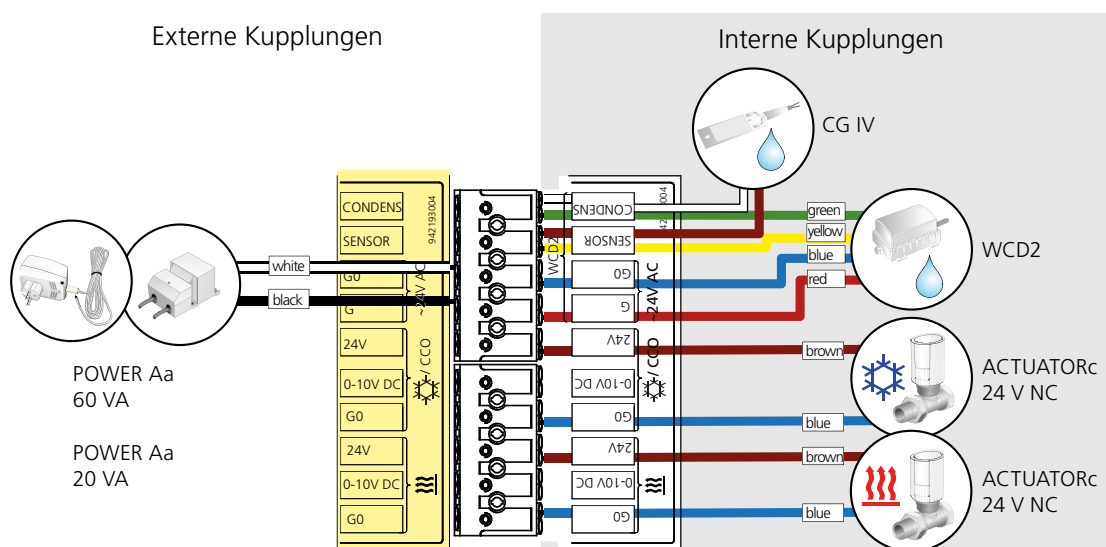 Externe Kupplungen
Interne Kupplungen
CG IV
CONDENS
SENSOR
G0
G
~24V AC
942193004
24V
0-10V DC
G0
/ CCO
24V
0-10V DC
G0
white
black
POWER Aa
60 VA
POWER Aa
20 VA
WCD2
CONDENS
SENSOR
G0
G
~24V AC
24V
0-10V DC
G0
/ CCO
24V
0-10V DC
G0
green
yellow
blue
red
WCD2
brown
blue
ACTUATORc
24 V NC
brown
blue
ACTUATORc
24 V NC